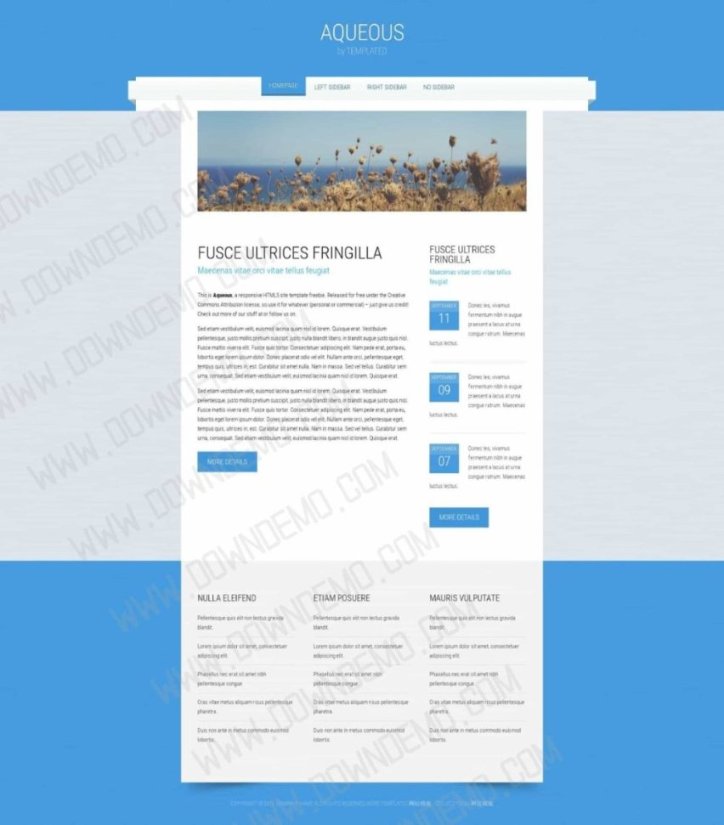 AQUEOUS
by TEMPLATED
HOMEPAGE
LEFT SIDEBAR
RIGHT SIDEBAR
NO SIDEBAR
FUSCE ULTRICES FRINGILLA
Maecenas vitae orci vitae tellus feugiat
This is Aqueous, a responsive HTML5 site template freebie. Released for free under the Creative
Commons Attribution license, so use it for whatever (personal or commercial) – just give us credit!
Check out more of our stuff at or follow us on.
Sed etiam vestibulum velit, euismod lacinia quam nisl id lorem. Quisque erat. Vestibulum
pellentesque, justo mollis pretium suscipit, justo nulla blandit libero, in blandit augue justo quis nisl.
Fusce mattis viverra elit. Fusce quis tortor. Consectetuer adipiscing elit. Nam pede erat, porta eu,
lobortis eget lorem ipsum dolor. Donec placerat odio vel elit. Nullam ante orci, pellentesque eget,
tempus quis, ultrices in, est. Curabitur sit amet nulla. Nam in massa. Sed vel tellus. Curabitur sem
urna, consequat. Sed etiam vestibulum velit, euismod lacinia quam nisl id lorem. Quisque erat.
Sed etiam vestibulum velit, euismod lacinia quam nisl id lorem. Quisque erat. Vestibulum
pellentesque, justo mollis pretium suscipit, justo nulla blandit libero, in blandit augue justo quis nisl.
Fusce mattis viverra elit. Fusce quis tortor. Consectetuer adipiscing elit. Nam pede erat, porta eu,
lobortis eget lorem ipsum dolor. Donec placerat odio vel elit. Nullam ante orci, pellentesque eget,
tempus quis, ultrices in, est. Curabitur sit amet nulla. Nam in massa. Sed vel tellus. Curabitur sem
urna, consequat. Sed etiam vestibulum velit, euismod lacinia quam nisl id lorem. Quisque erat.
MORE DETAILS
FUSCE ULTRICES
FRINGILLA
Maecenas vitae orci vitae tellus
feugiat
SEPTEMBER
11
Donec leo, vivamus
fermentum nibh in augue
praesent a lacus at urna
congue rutrum. Maecenas
luctus lectus.
SEPTEMBER
09
Donec leo, vivamus
fermentum nibh in augue
praesent a lacus at urna
congue rutrum. Maecenas
luctus lectus.
SEPTEMBER
07
Donec leo, vivamus
fermentum nibh in augue
praesent a lacus at urna
congue rutrum. Maecenas
luctus lectus.
MORE DETAILS
NULLA ELEIFEND
Pellentesque quis elit non lectus gravida
blandit.
Lorem ipsum dolor sit amet, consectetuer
adipiscing elit.
Phasellus nec erat sit amet nibh
pellentesque congue.
Cras vitae metus aliquam risus pellentesque
pharetra.
Duis non ante in metus commodo euismod
lobortis.
ETIAM POSUERE
Pellentesque quis elit non lectus gravida
blandit.
Lorem ipsum dolor sit amet, consectetuer
adipiscing elit.
Phasellus nec erat sit amet nibh
pellentesque congue.
Cras vitae metus aliquam risus pellentesque
pharetra.
Duis non ante in metus commodo euismod
lobortis.
MAURIS VULPUTATE
Pellentesque quis elit non lectus gravida
blandit.
Lorem ipsum dolor sit amet, consectetuer
adipiscing elit.
Phasellus nec erat sit amet nibh
pellentesque congue.
Cras vitae metus aliquam risus pellentesque
pharetra.
Duis non ante in metus commodo euismod
lobortis.
WWW.DOWNDEMO.COM